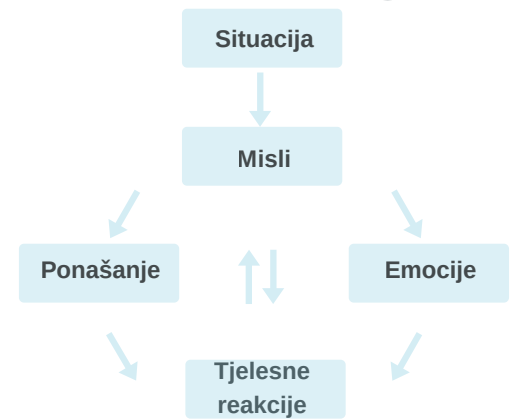 Situacija
Misli
Ponašanje
Emocije
Tjelesne
reakcije